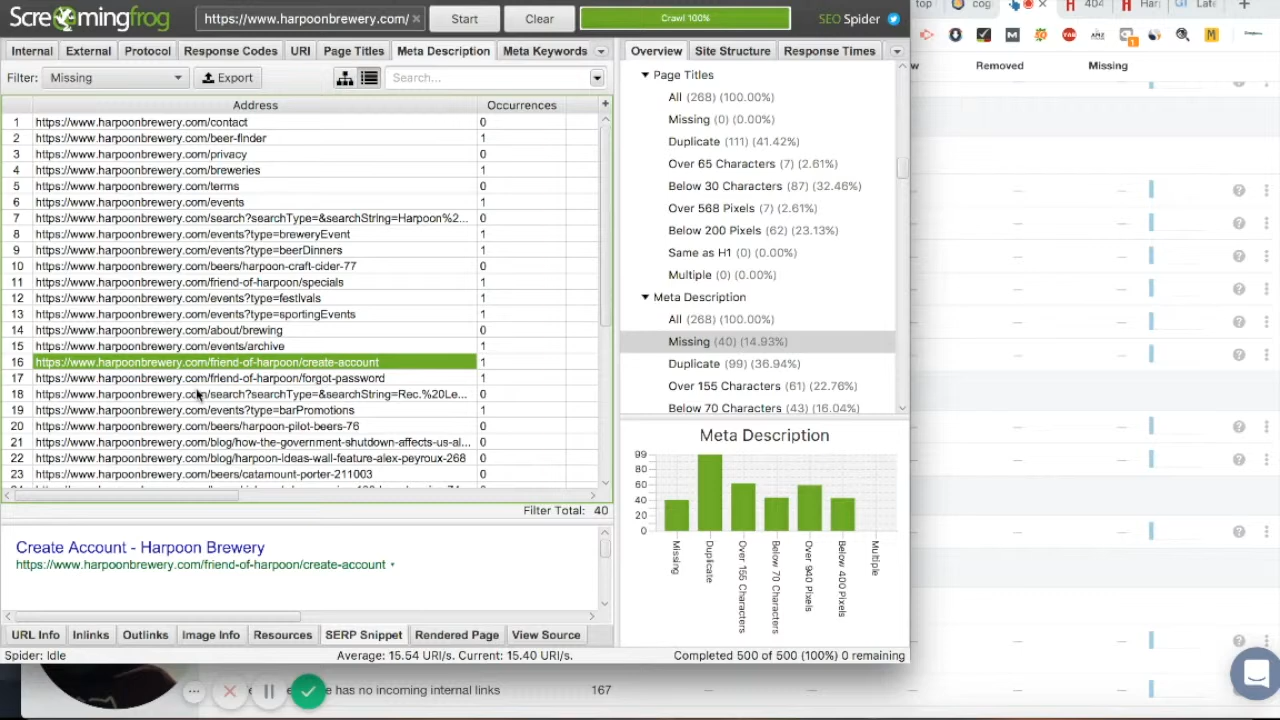 ScreamingFrog https://www.harpoonbrewery.com/ Start Clear Crawl 100% SEO Spider
top cog 404 Har Late
Internal External Protocol Response Codes URI Page Titles Meta Description Meta Keywords
Overview Site Structure Response Times
Removed Missing
Filter: Missing Export Search...
Address Occurrences
1 https://www.harpoonbrewery.com/contact 0
2 https://www.harpoonbrewery.com/beer-finder 1
3 https://www.harpoonbrewery.com/privacy 0
4 https://www.harpoonbrewery.com/breweries 1
5 https://www.harpoonbrewery.com/terms 0
6 https://www.harpoonbrewery.com/events 1
7 https://www.harpoonbrewery.com/search?searchType=&searchString=Harpoon%2... 0
8 https://www.harpoonbrewery.com/events?type=breweryEvent 1
9 https://www.harpoonbrewery.com/events?type=beerDinners 1
10 https://www.harpoonbrewery.com/beers/harpoon-craft-cider-77 0
11 https://www.harpoonbrewery.com/friend-of-harpoon/specials 1
12 https://www.harpoonbrewery.com/events?type=festivals 1
13 https://www.harpoonbrewery.com/events?type=sportingEvents 1
14 https://www.harpoonbrewery.com/about/brewing 0
15 https://www.harpoonbrewery.com/events/archive 1
16 https://www.harpoonbrewery.com/friend-of-harpoon/create-account 1
17 https://www.harpoonbrewery.com/friend-of-harpoon/forgot-password 1
18 https://www.harpoonbrewery.com/search?searchType=&searchString=Rec.%20Le... 0
19 https://www.harpoonbrewery.com/events?type=barPromotions 1
20 https://www.harpoonbrewery.com/beers/harpoon-pilot-beers-76 0
21 https://www.harpoonbrewery.com/blog/how-the-government-shutdown-affects-us-al... 0
22 https://www.harpoonbrewery.com/blog/harpoon-ideas-wall-feature-alex-peyroux-268 0
23 https://www.harpoonbrewery.com/beers/catamount-porter-211003 0
Filter Total: 40
Page Titles
All (268) (100.00%)
Missing (0) (0.00%)
Duplicate (111) (41.42%)
Over 65 Characters (7) (2.61%)
Below 30 Characters (87) (32.46%)
Over 568 Pixels (7) (2.61%)
Below 200 Pixels (62) (23.13%)
Same as H1 (0) (0.00%)
Multiple (0) (0.00%)
Meta Description
All (268) (100.00%)
Missing (40) (14.93%)
Duplicate (99) (36.94%)
Over 155 Characters (61) (22.76%)
Below 70 Characters (43) (16.04%)
Meta Description
99
80
60
40
20
0
Missing
Duplicate
Over 155 Characters
Below 70 Characters
Over 940 Pixels
Below 400 Pixels
Multiple
Create Account - Harpoon Brewery
https://www.harpoonbrewery.com/friend-of-harpoon/create-account
URL Info Inlinks Outlinks Image Info Resources SERP Snippet Rendered Page View Source
Spider: Idle Average: 15.54 URI/s. Current: 15.40 URI/s. Completed 500 of 500 (100%) 0 remaining
has no incoming internal links 167